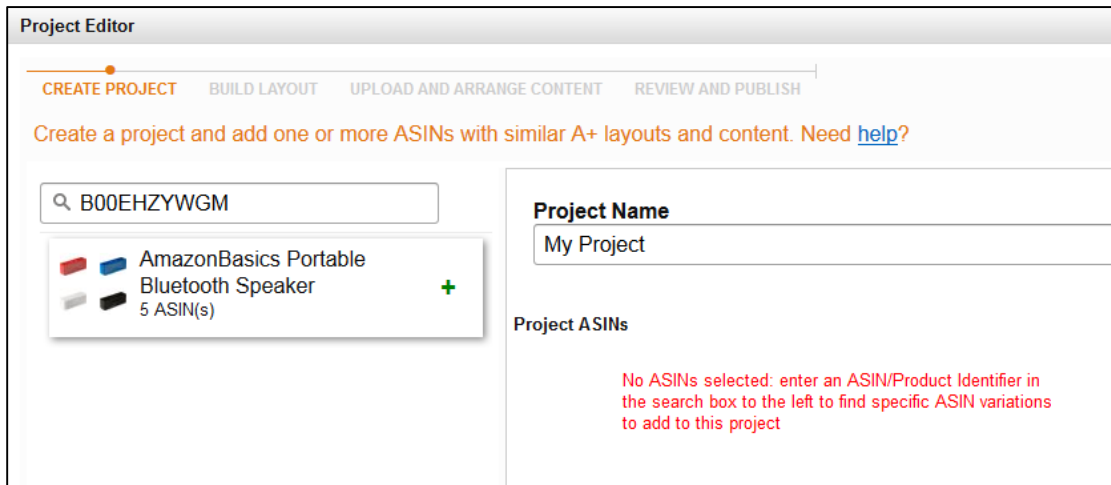 Project Editor
CREATE PROJECT BUILD LAYOUT UPLOAD AND ARRANGE CONTENT REVIEW AND PUBLISH
Create a project and add one or more ASINs with similar A+ layouts and content. Need help?
B00EHZYWGM
AmazonBasics Portable
Bluetooth Speaker
5 ASIN(s)
+
Project Name
My Project
Project ASINs
No ASINs selected: enter an ASIN/Product Identifier in
the search box to the left to find specific ASIN variations
to add to this project